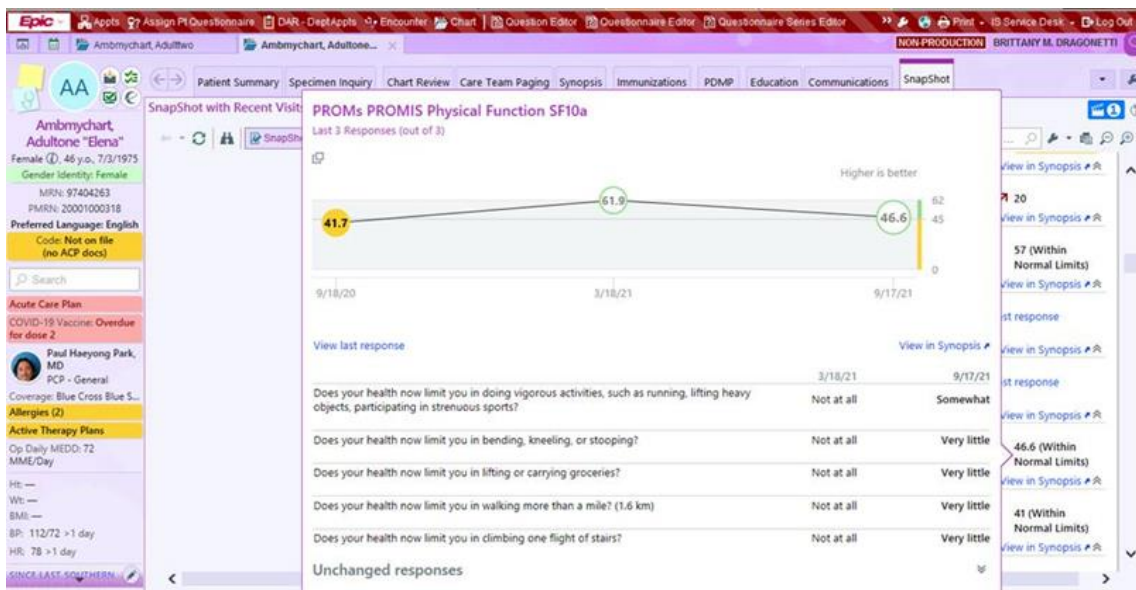 Epic Appts Assign Pt Questionnaire DAR - Dept Appts Encounter Chart Question Editor Questionnaire Editor Questionnaire Series Editor Print IS Service Desk Log Out
Ambmychart, Adulttwo Ambmychart, Adultone... NON-PRODUCTION BRITTANY M. DRAGONETTI
AA
Patient Summary Specimen Inquiry Chart Review Care Team Paging Synopsis Immunizations PDMP Education Communications SnapShot
SnapShot with Recent Visit
Ambmychart,
Adultone "Elena"
Female, 46 y.o., 7/3/1975
Gender Identity: Female
MRN: 97404263
PMRN: 20001000318
Preferred Language: English
Code: Not on file
(no ACP docs)
Search
Acute Care Plan
COVID-19 Vaccine: Overdue
for dose 2
Paul Haeyong Park,
MD
PCP - General
Coverage: Blue Cross Blue S...
Allergies (2)
Active Therapy Plans
Op Daily MEDD: 72
MME/Day
Ht: —
Wt: —
BMI: —
BP: 112/72 >1 day
HR: 78 >1 day
SINCE LAST SOUTHERN
PROMs PROMIS Physical Function SF10a
Last 3 Responses (out of 3)
Higher is better
41.7 61.9 46.6
62
45
0
9/18/20 3/18/21 9/17/21
View last response View in Synopsis
3/18/21 9/17/21
Does your health now limit you in doing vigorous activities, such as running, lifting heavy
objects, participating in strenuous sports? Not at all Somewhat
Does your health now limit you in bending, kneeling, or stooping? Not at all Very little
Does your health now limit you in lifting or carrying groceries? Not at all Very little
Does your health now limit you in walking more than a mile? (1.6 km) Not at all Very little
Does your health now limit you in climbing one flight of stairs? Not at all Very little
Unchanged responses
1
View in Synopsis
20
View in Synopsis
57 (Within
Normal Limits)
View in Synopsis
st response
View in Synopsis
st response
View in Synopsis
46.6 (Within
Normal Limits)
View in Synopsis
41 (Within
Normal Limits)
View in Synopsis